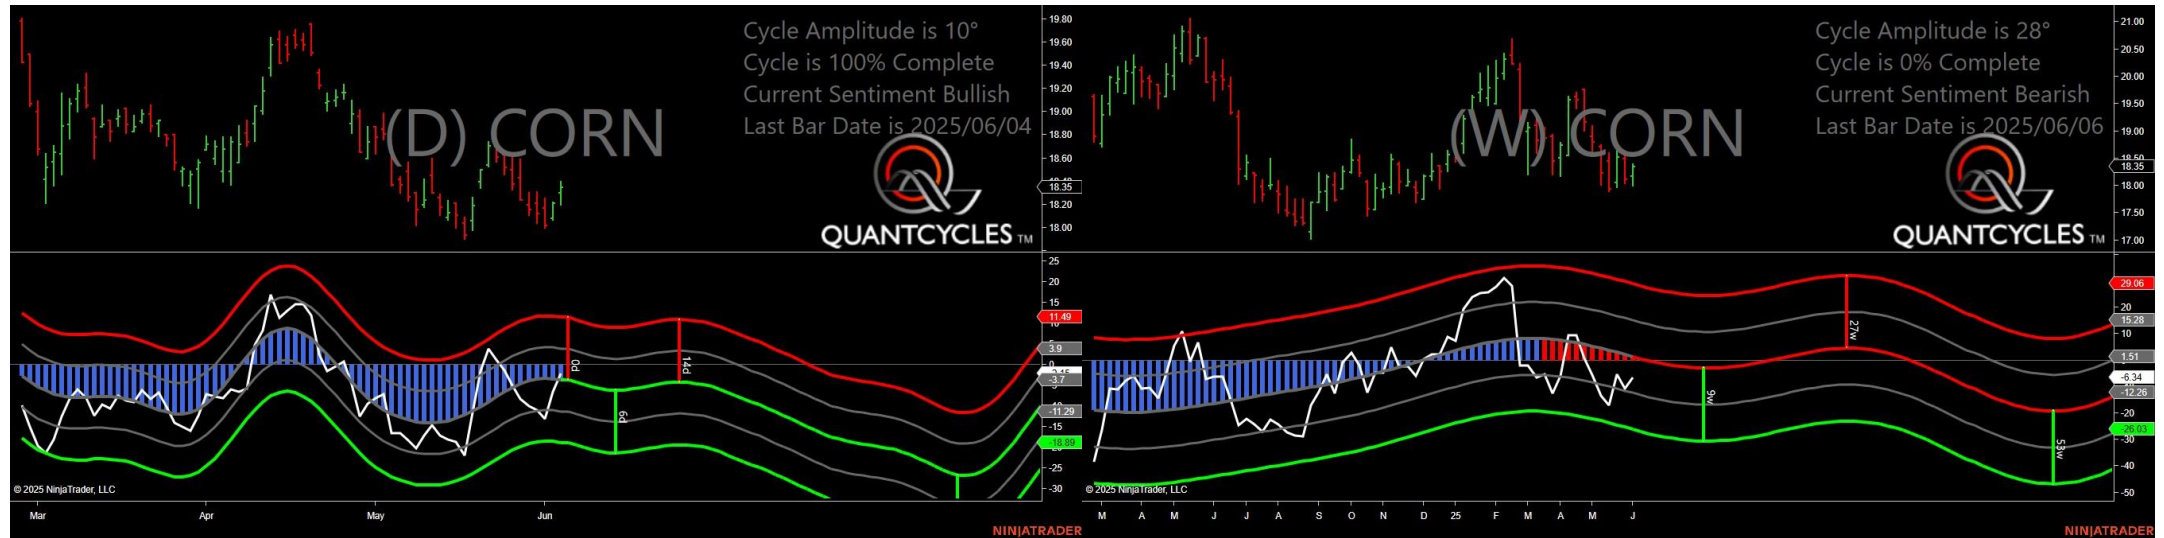 Cycle Amplitude is 10°
Cycle is 100% Complete
Current Sentiment Bullish
Last Bar Date is 2025/06/04
(D) CORN
QUANTCYCLES TM
19.80
19.60
19.40
19.20
19.00
18.80
18.60
18.35
18.20
18.00
25
20
15
11.49
3.9
-3.7
-11.29
-15
-18.89
-25
-30
0d
6d
14d
© 2025 NinjaTrader, LLC
Mar Apr May Jun
NINJATRADER
Cycle Amplitude is 28°
Cycle is 0% Complete
Current Sentiment Bearish
Last Bar Date is 2025/06/06
(W) CORN
QUANTCYCLES TM
21.00
20.50
20.00
19.50
19.00
18.50
18.35
18.00
17.50
17.00
29.06
20
15.28
10
1.51
-6.34
-12.26
-20
-26.03
-30
-40
-50
9w
27w
53w
© 2025 NinjaTrader, LLC
M A M J J A S O N D 25 F M A M J
NINJATRADER